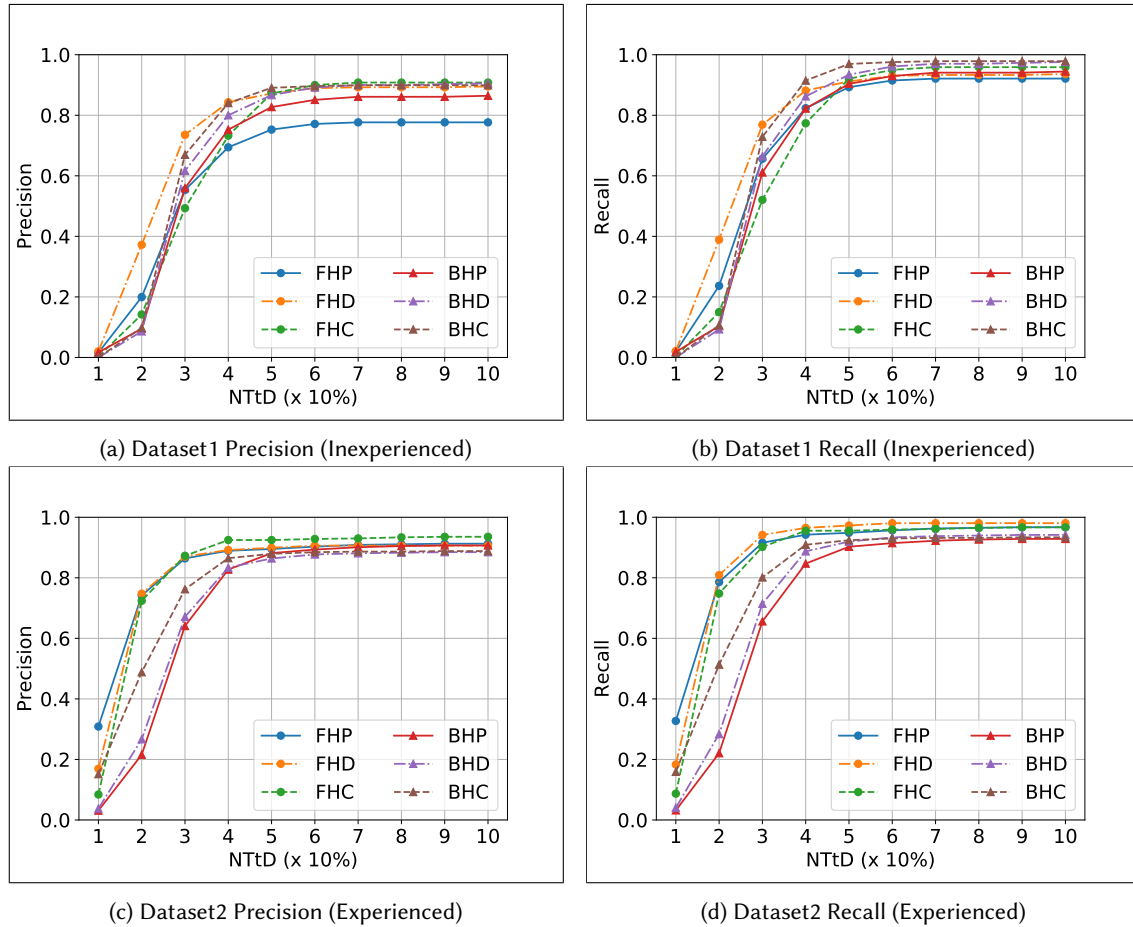 1.0
0.8
0.6
0.4
0.2
0.0
Precision
1 2 3 4 5 6 7 8 9 10
NTtD (x 10%)
FHP BHP
FHD BHD
FHC BHC
(a) Dataset1 Precision (Inexperienced)
1.0
0.8
0.6
0.4
0.2
0.0
Recall
1 2 3 4 5 6 7 8 9 10
NTtD (x 10%)
FHP BHP
FHD BHD
FHC BHC
(b) Dataset1 Recall (Inexperienced)
1.0
0.8
0.6
0.4
0.2
0.0
Precision
1 2 3 4 5 6 7 8 9 10
NTtD (x 10%)
FHP BHP
FHD BHD
FHC BHC
(c) Dataset2 Precision (Experienced)
1.0
0.8
0.6
0.4
0.2
0.0
Recall
1 2 3 4 5 6 7 8 9 10
NTtD (x 10%)
FHP BHP
FHD BHD
FHC BHC
(d) Dataset2 Recall (Experienced)